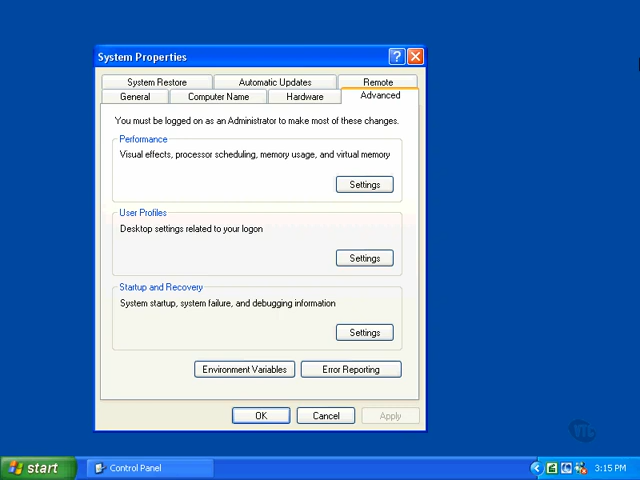 System Properties
System Restore Automatic Updates Remote
General Computer Name Hardware Advanced
You must be logged on as an Administrator to make most of these changes.
Performance
Visual effects, processor scheduling, memory usage, and virtual memory
Settings
User Profiles
Desktop settings related to your logon
Settings
Startup and Recovery
System startup, system failure, and debugging information
Settings
Environment Variables Error Reporting
OK Cancel Apply
start Control Panel 3:15 PM